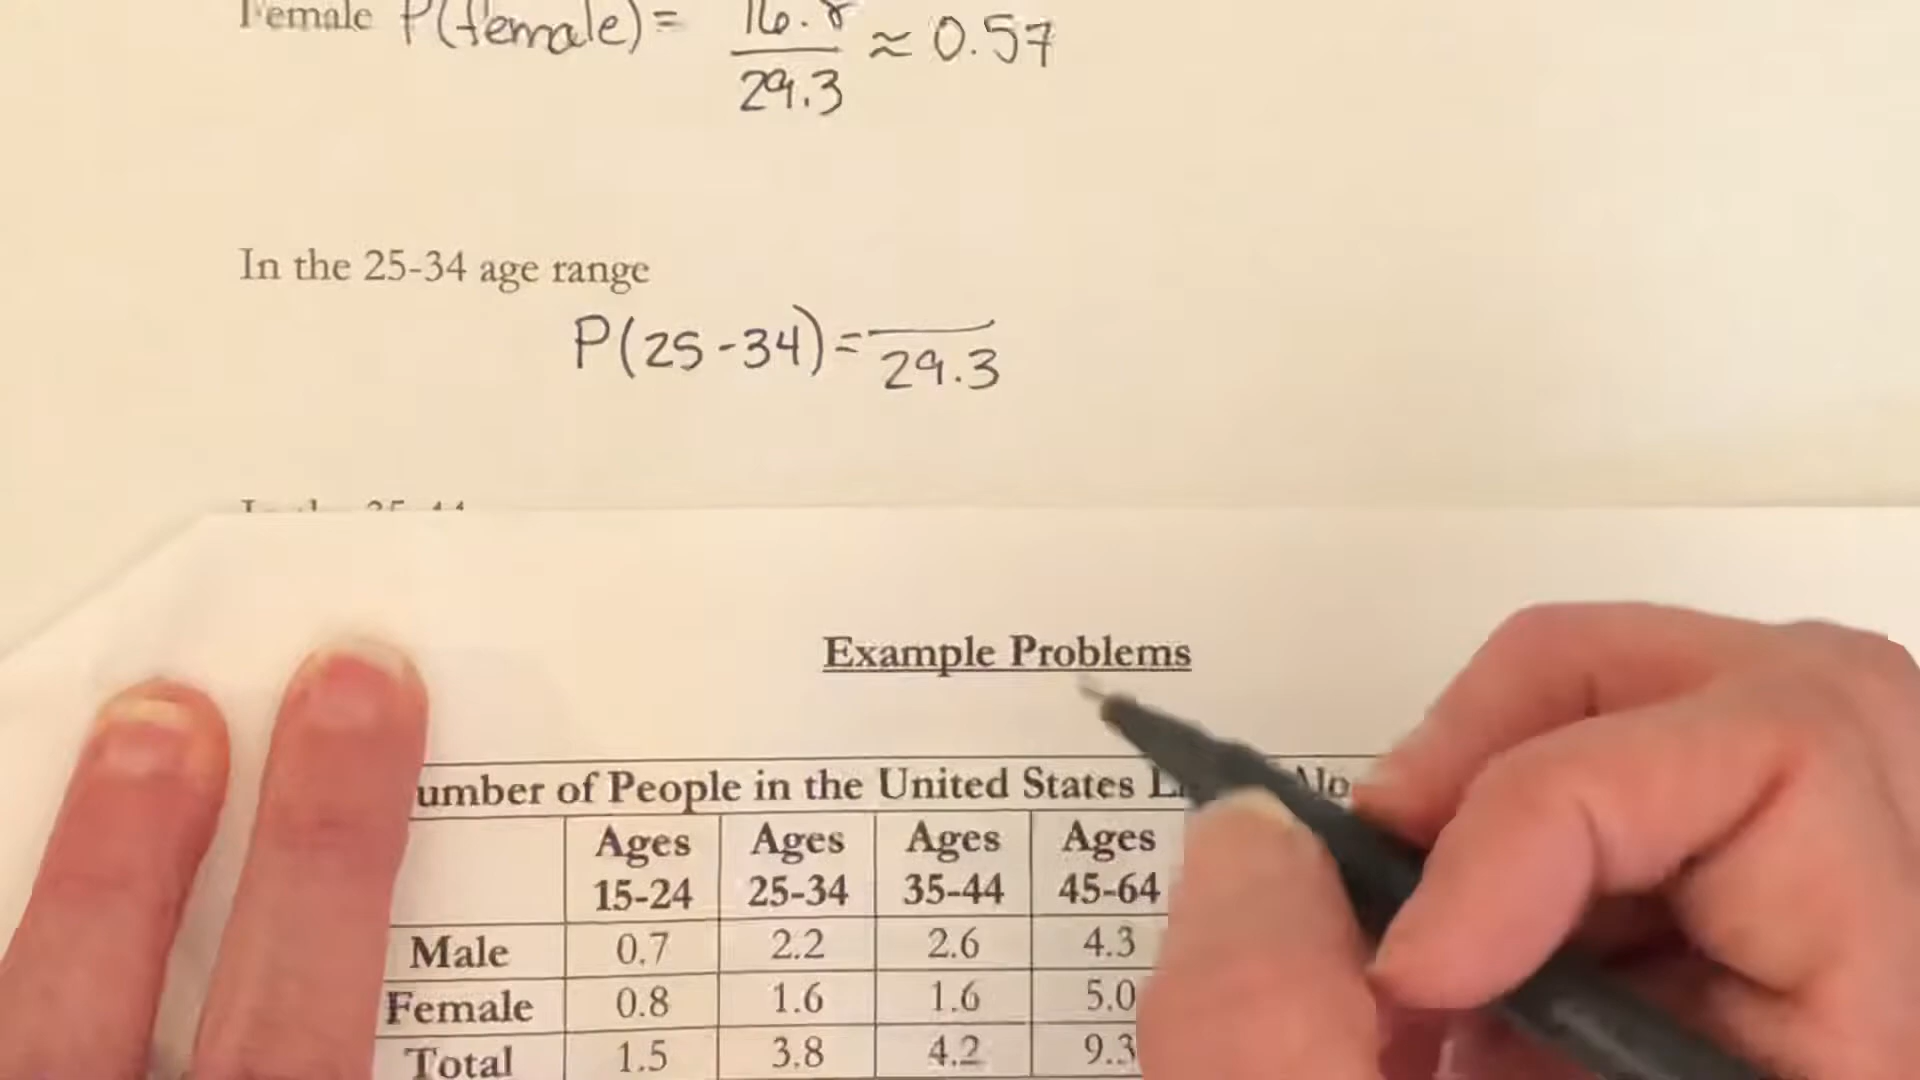 Female P(female) = 16.8 / 29.3 ≈ 0.57
In the 25-34 age range
P(25-34) = / 29.3
Example Problems
umber of People in the United States
Ages 15-24 Ages 25-34 Ages 35-44 Ages 45-64
Male 0.7 2.2 2.6 4.3
Female 0.8 1.6 1.6 5.0
Total 1.5 3.8 4.2 9.3